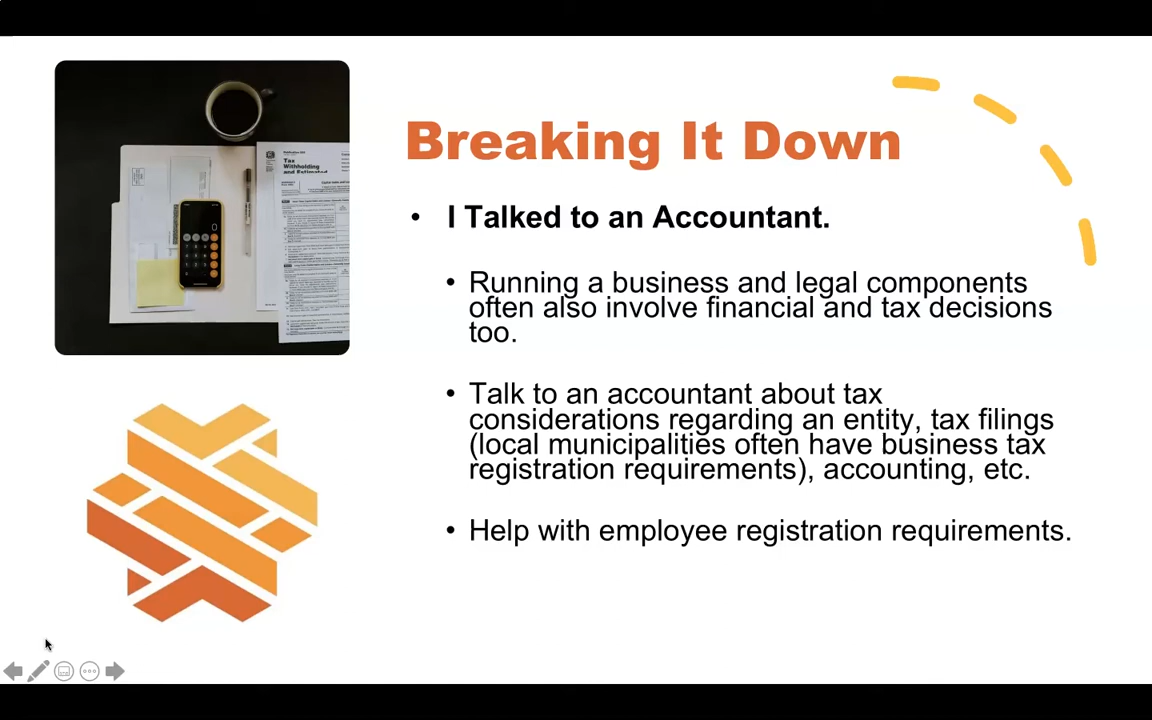 Breaking It Down
• I Talked to an Accountant.
• Running a business and legal components
often also involve financial and tax decisions
too.
• Talk to an accountant about tax
considerations regarding an entity, tax filings
(local municipalities often have business tax
registration requirements), accounting, etc.
• Help with employee registration requirements.
Tax
Withholding
and Estimated